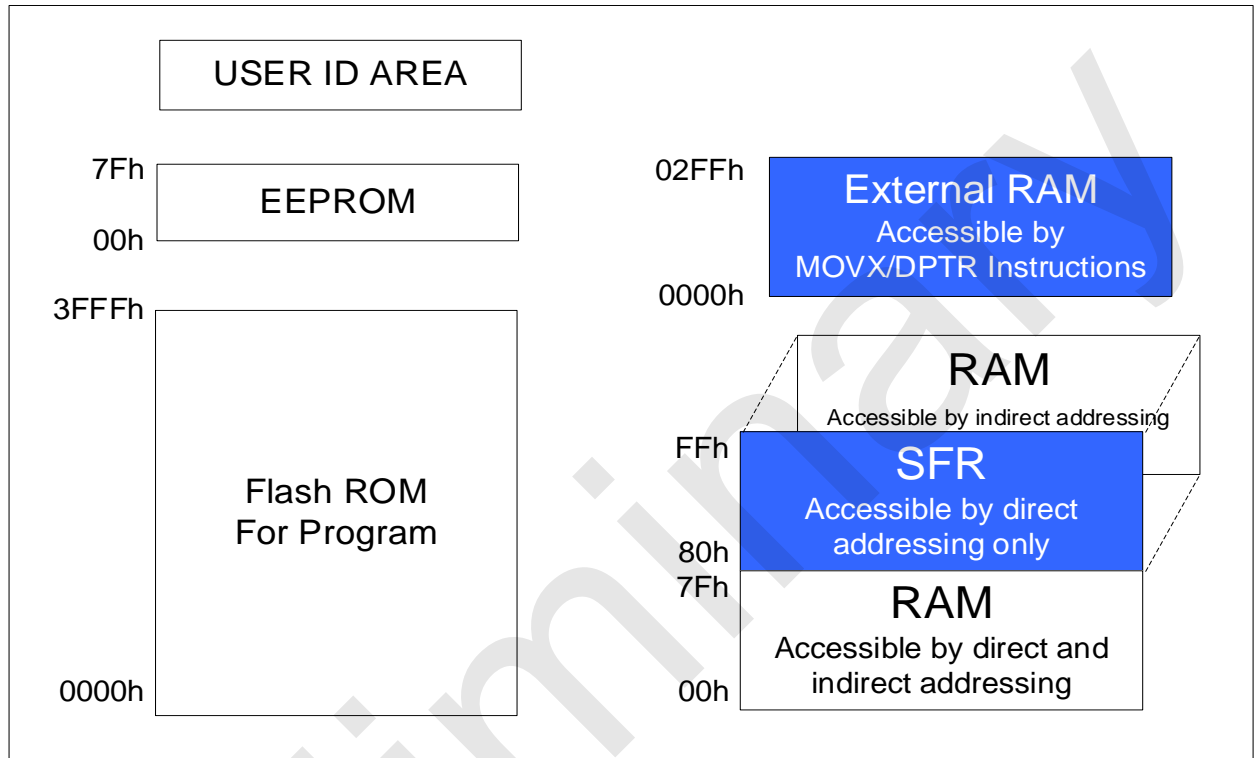 USER ID AREA
7Fh
EEPROM
00h
3FFFh
Flash ROM
For Program
0000h
02FFh
External RAM
Accessible by
MOVX/DPTR Instructions
0000h
RAM
Accessible by indirect addressing
FFh
SFR
Accessible by direct
addressing only
80h
7Fh
RAM
Accessible by direct and
indirect addressing
00h
liminary